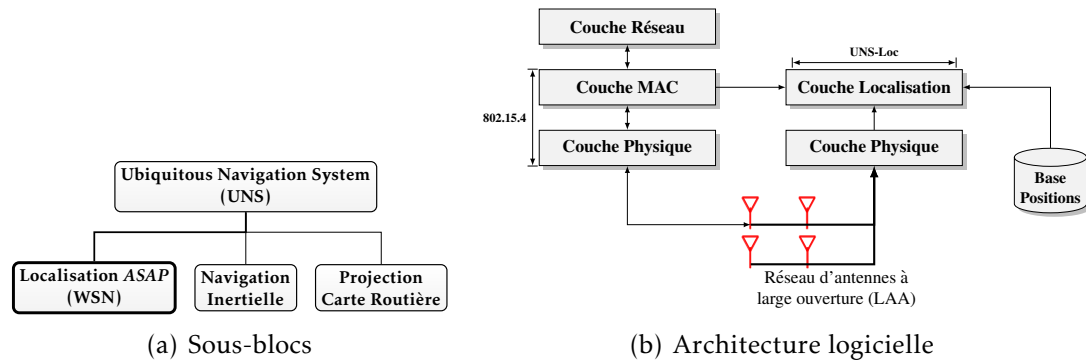 Ubiquitous Navigation System
(UNS)
Localisation ASAP
(WSN)
Navigation
Inertielle
Projection
Carte Routière
(a) Sous-blocs
Couche Réseau
UNS-Loc
Couche MAC
Couche Localisation
802.15.4
Couche Physique
Couche Physique
Base
Positions
Réseau d'antennes à
large ouverture (LAA)
(b) Architecture logicielle